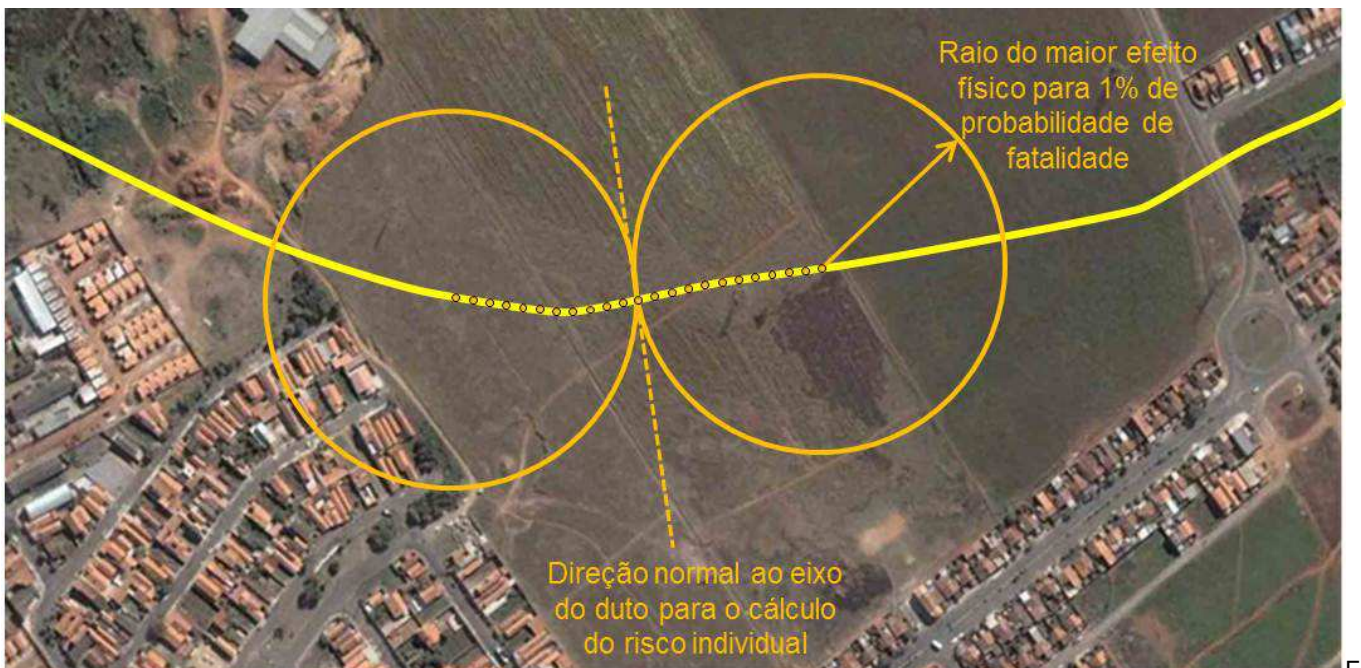 Raio do maior efeito
físico para 1% de
probabilidade de
fatalidade
Direção normal ao eixo
do duto para o cálculo
do risco individual